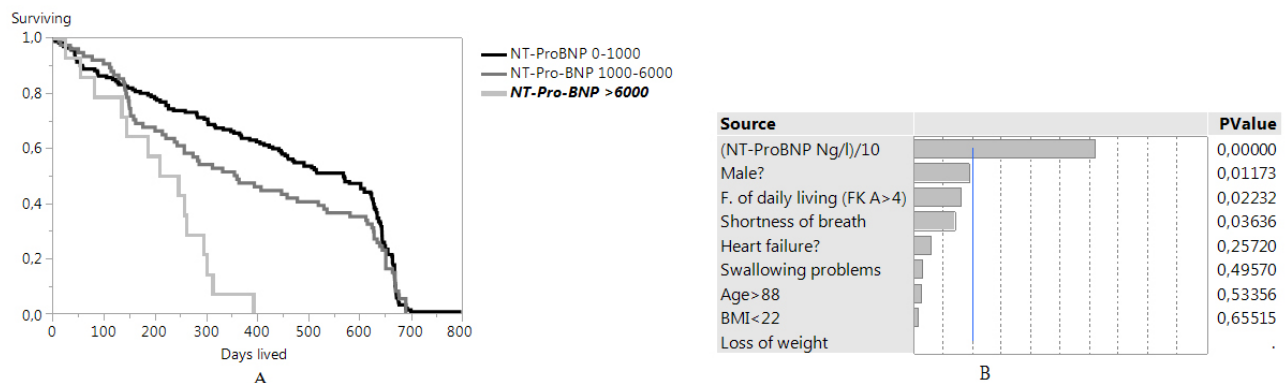 Surviving
1,0
0,8
0,6
0,4
0,2
0,0
0 100 200 300 400 500 600 700 800
Days lived
A
NT-ProBNP 0-1000
NT-Pro-BNP 1000-6000
NT-Pro-BNP >6000
Source PValue
(NT-ProBNP Ng/l)/10 0,00000
Male? 0,01173
F. of daily living (FK A>4) 0,02232
Shortness of breath 0,03636
Heart failure? 0,25720
Swallowing problems 0,49570
Age>88 0,53356
BMI<22 0,65515
Loss of weight .
B